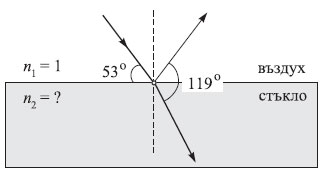 n₁ = 1
53°
въздух
119°
n₂ = ?
стъкло